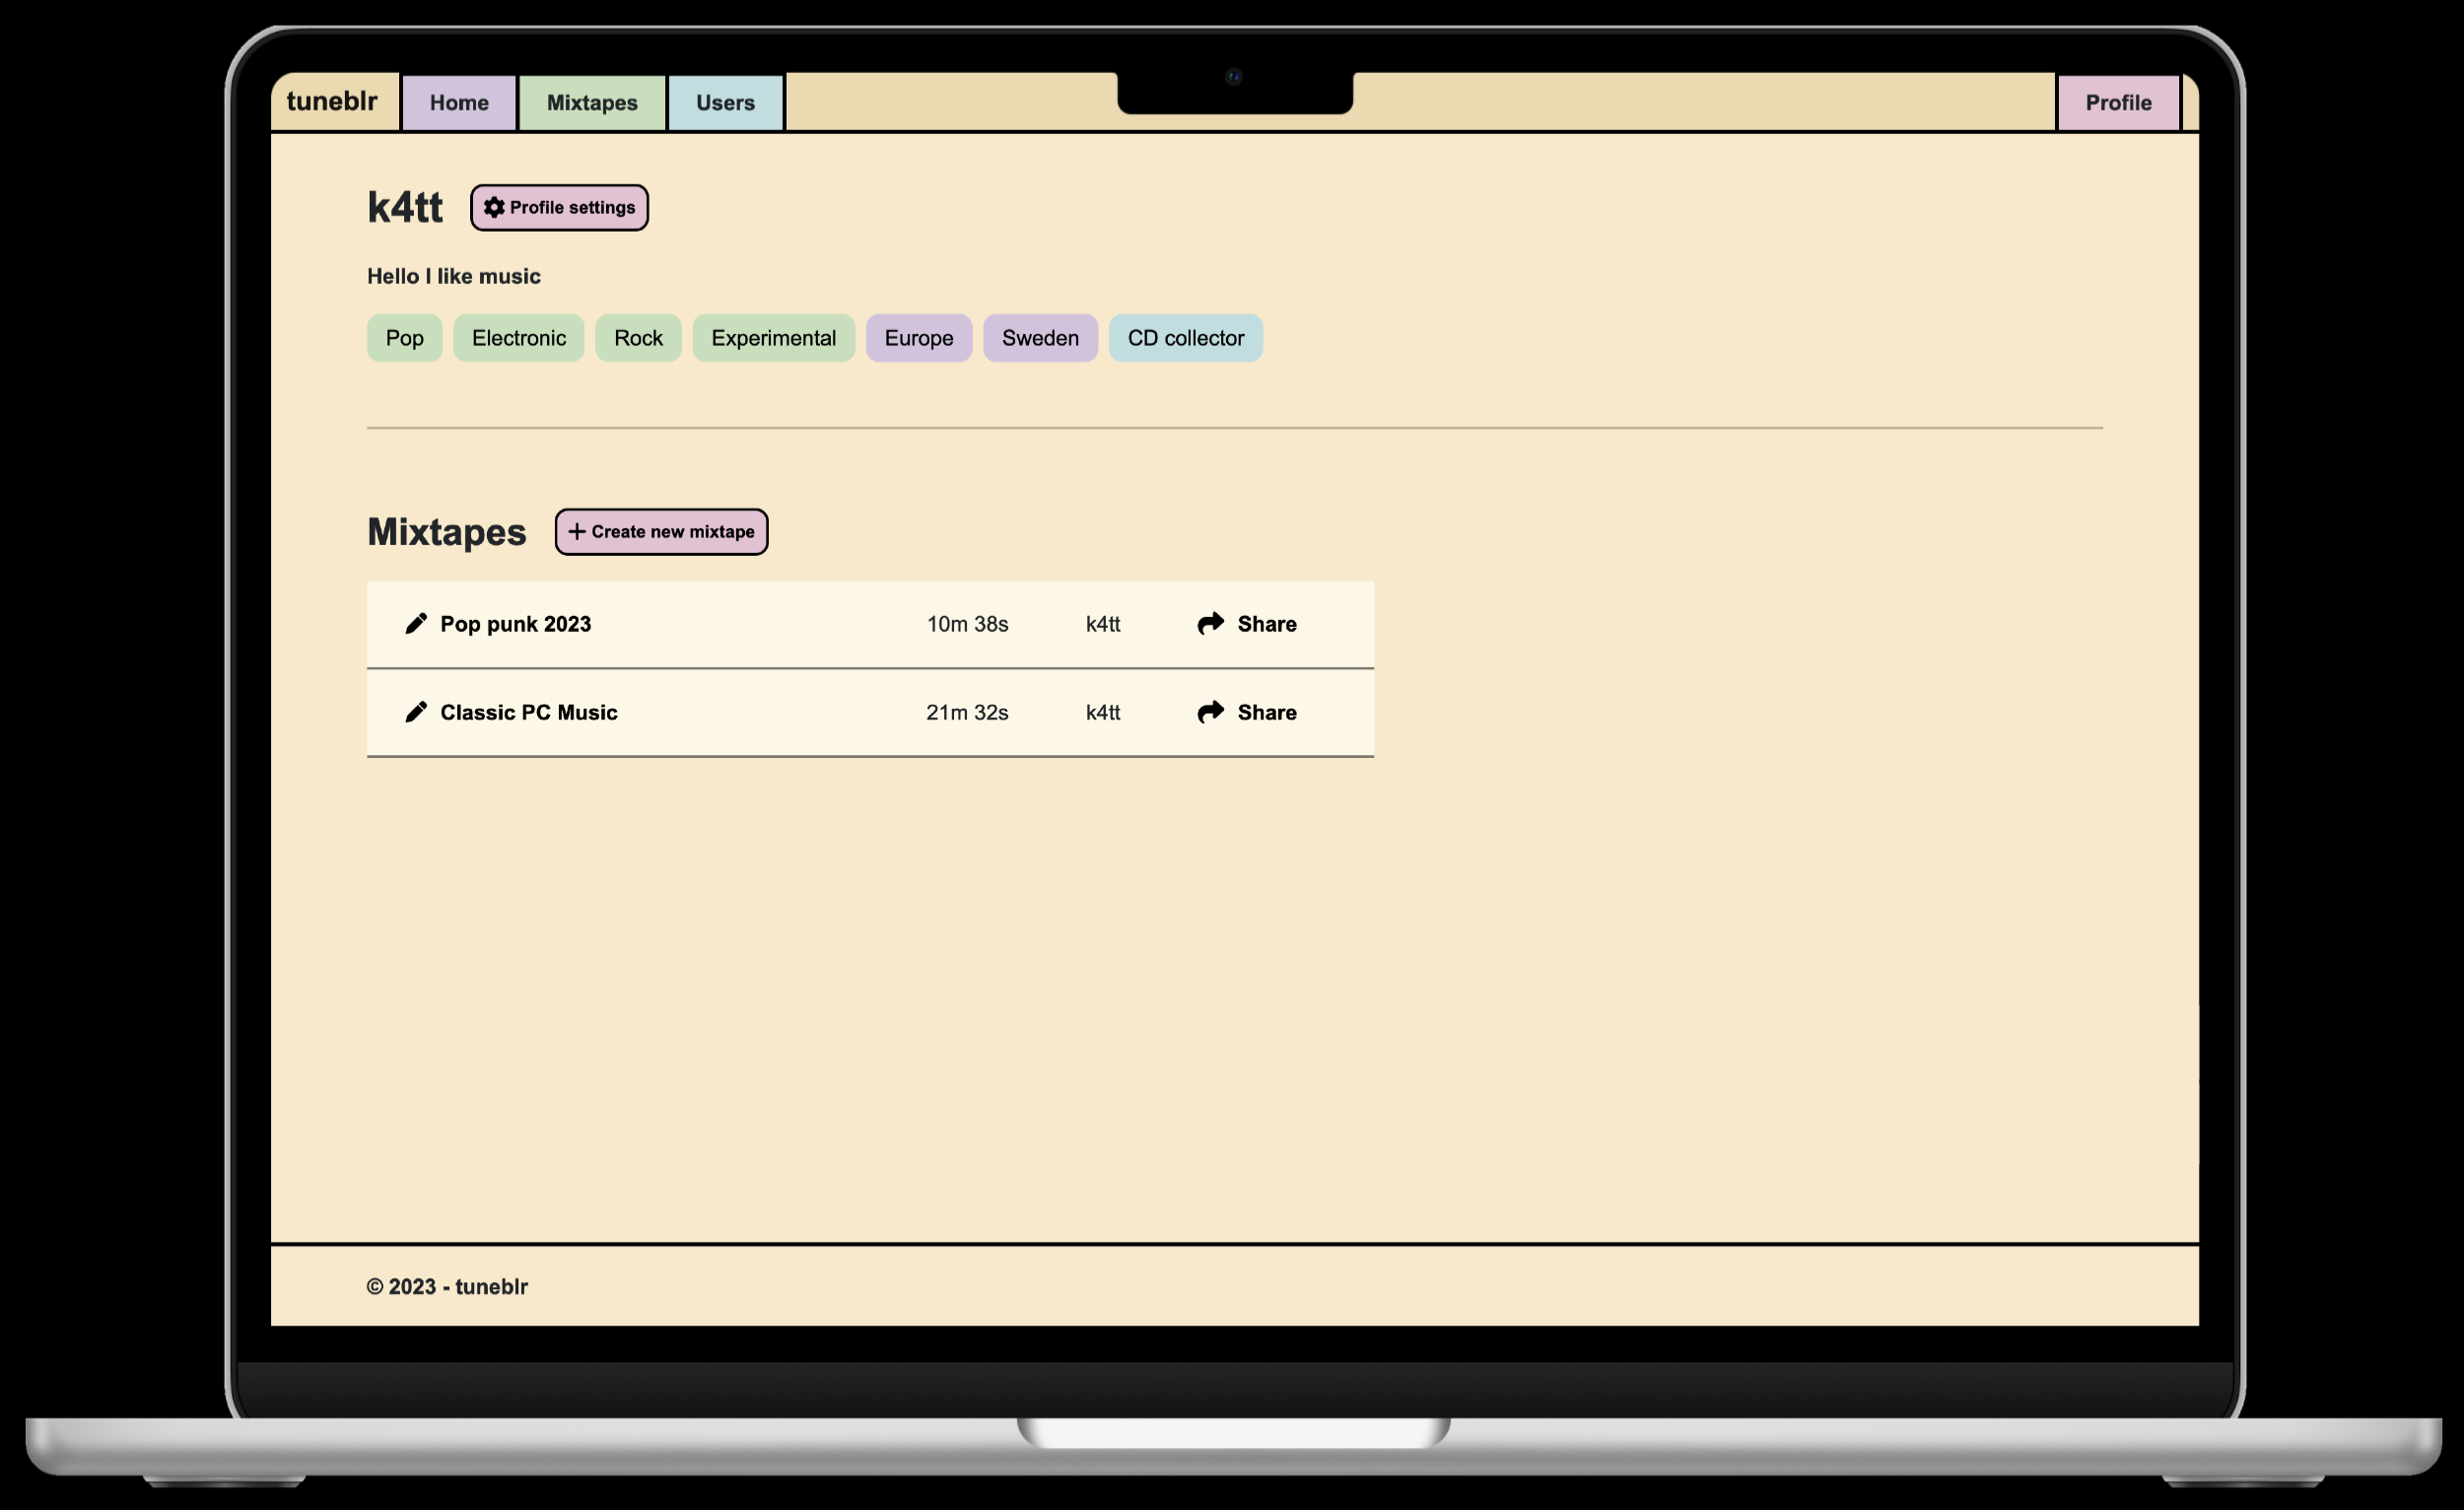 tuneblr Home Mixtapes Users Profile
k4tt Profile settings
Hello I like music
Pop Electronic Rock Experimental Europe Sweden CD collector
Mixtapes Create new mixtape
Pop punk 2023 10m 38s k4tt Share
Classic PC Music 21m 32s k4tt Share
© 2023 - tuneblr